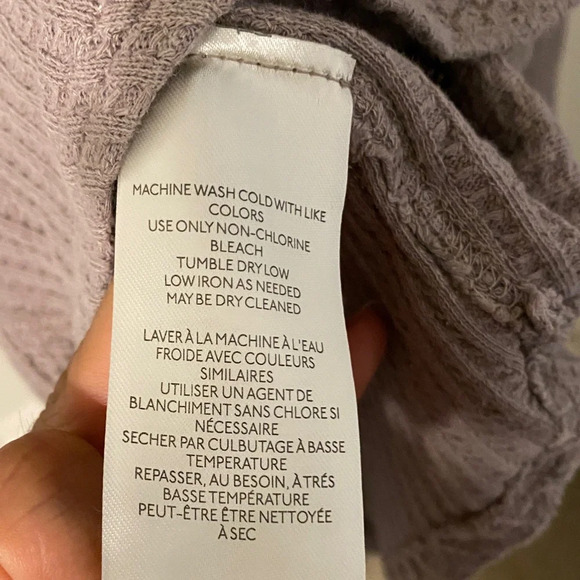 MACHINE WASH COLD WITH LIKE
COLORS
USE ONLY NON-CHLORINE
BLEACH
TUMBLE DRY LOW
LOW IRON AS NEEDED
MAY BE DRY CLEANED
LAVER À LA MACHINE À L'EAU
FROIDE AVEC COULEURS
SIMILAIRES
UTILISER UN AGENT DE
BLANCHIMENT SANS CHLORE SI
NÉCESSAIRE
SECHER PAR CULBUTAGE À BASSE
TEMPERATURE
REPASSER, AU BESOIN, À TRÉS
BASSE TEMPÉRATURE
PEUT-ÊTRE ÊTRE NETTOYÉE
À SEC